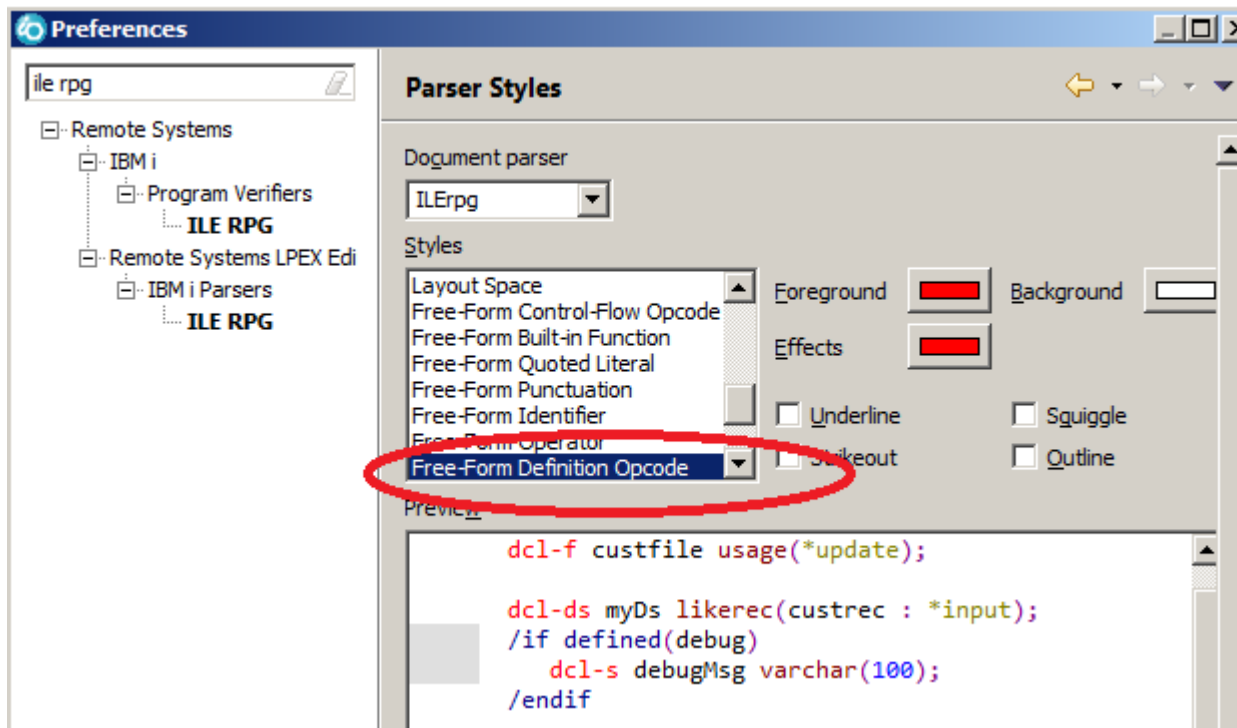 Preferences
ile rpg
Remote Systems
IBM i
Program Verifiers
ILE RPG
Remote Systems LPEX Edi
IBM i Parsers
ILE RPG
Parser Styles
Document parser
ILErpg
Styles
Layout Space
Free-Form Control-Flow Opcode
Free-Form Built-in Function
Free-Form Quoted Literal
Free-Form Punctuation
Free-Form Identifier
Free-Form Operator
Free-Form Definition Opcode
Foreground
Background
Effects
Underline
Squiggle
Strikeout
Outline
Preview
dcl-f custfile usage(*update);
dcl-ds myDs likerec(custrec : *input);
/if defined(debug)
dcl-s debugMsg varchar(100);
/endif